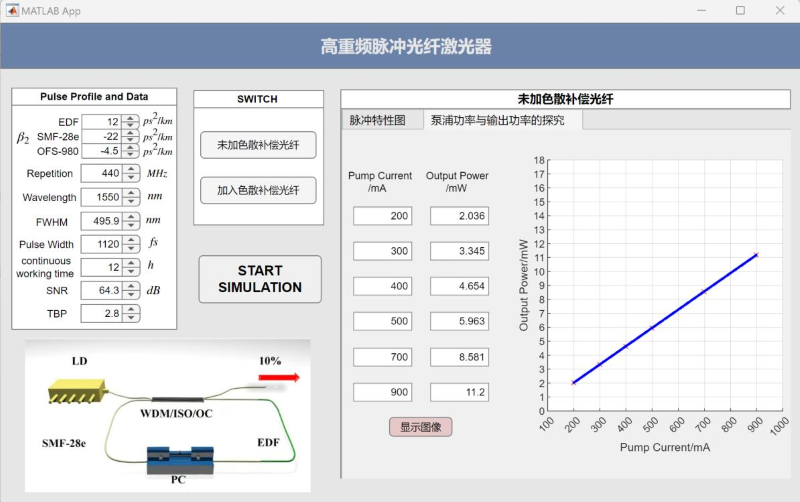 MATLAB App
高重频脉冲光纤激光器
Pulse Profile and Data
β2
EDF 12 ps^2/km
SMF-28e -22 ps^2/km
OFS-980 -4.5 ps^2/km
Repetition 440 MHz
Wavelength 1550 nm
FWHM 495.9 nm
Pulse Width 1120 fs
continuous
working time 12 h
SNR 64.3 dB
TBP 2.8
SWITCH
未加色散补偿光纤
加入色散补偿光纤
START
SIMULATION
LD
10%
WDM/ISO/OC
SMF-28e
EDF
PC
未加色散补偿光纤
脉冲特性图 泵浦功率与输出功率的探究
Pump Current Output Power
/mA /mW
200 2.036
300 3.345
400 4.654
500 5.963
700 8.581
900 11.2
显示图像
Output Power/mW
18
17
16
15
14
13
12
11
10
9
8
7
6
5
4
3
2
1
0
100 200 300 400 500 600 700 800 900 1000
Pump Current/mA